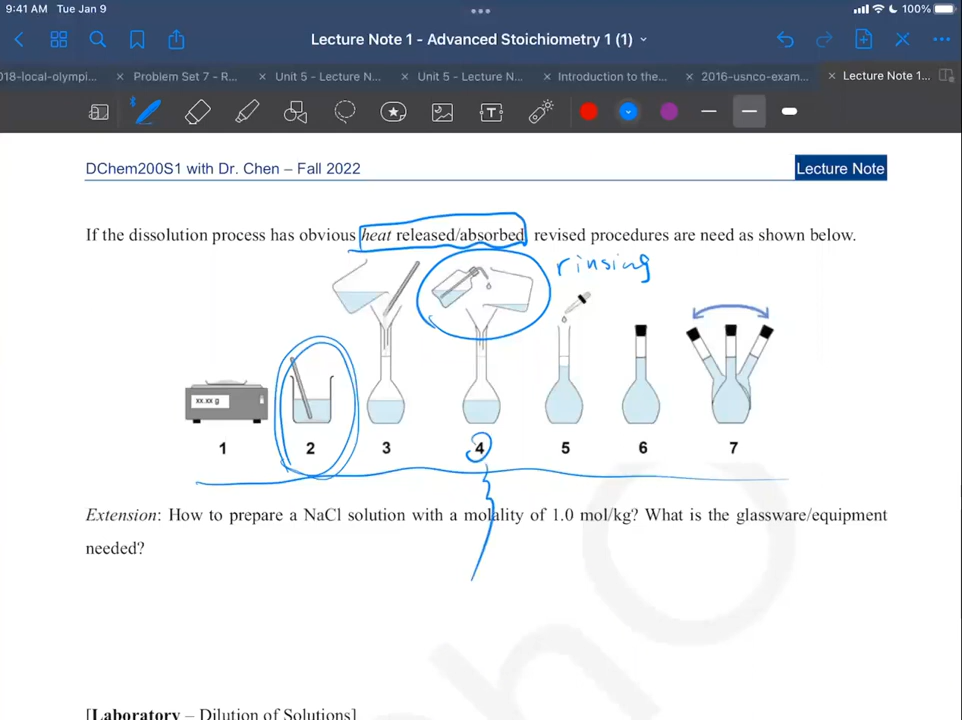 9:41 AM Tue Jan 9
100%
Lecture Note 1 - Advanced Stoichiometry 1 (1)
018-local-olympi...
Problem Set 7 - R...
Unit 5 - Lecture N...
Unit 5 - Lecture N...
Introduction to the...
2016-usnco-exam...
Lecture Note 1...
DChem200S1 with Dr. Chen – Fall 2022
Lecture Note
If the dissolution process has obvious heat released/absorbed, revised procedures are need as shown below.
rinsing
xx.xx g
1 2 3 4 5 6 7
Extension: How to prepare a NaCl solution with a molality of 1.0 mol/kg? What is the glassware/equipment
needed?
[Laboratory – Dilution of Solutions]